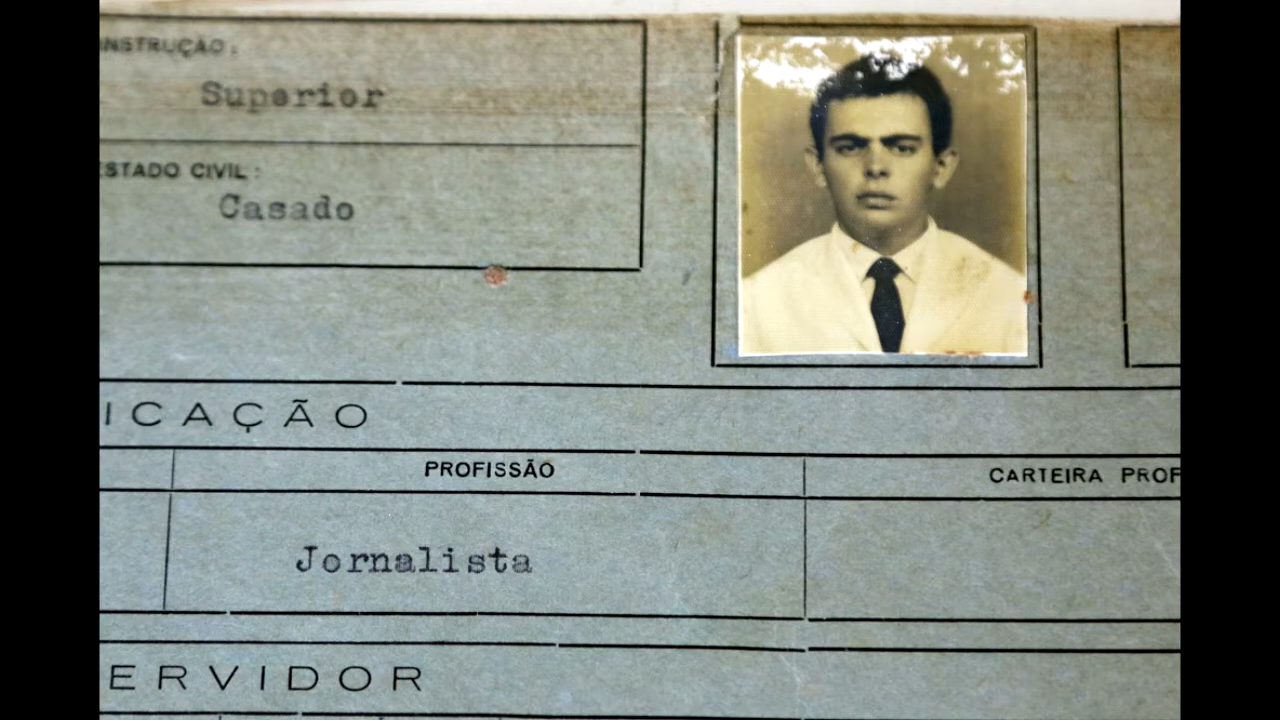 INSTRUÇÃO:
Superior
ESTADO CIVIL:
Casado
ICAÇÃO
PROFISSÃO
CARTEIRA PROF
Jornalista
ERVIDOR